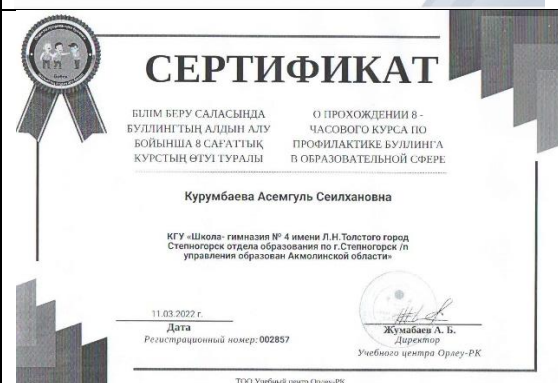 СЕРТИФИКАТ
БІЛІМ БЕРУ САЛАСЫНДА
БУЛЛИНГТЫҢ АЛДЫН АЛУ
БОЙЫНША 8 САҒАТТЫҚ
КУРСТЫҢ ӨТУІ ТУРАЛЫ
О ПРОХОЖДЕНИИ 8 -
ЧАСОВОГО КУРСА ПО
ПРОФИЛАКТИКЕ БУЛЛИНГА
В ОБРАЗОВАТЕЛЬНОЙ СФЕРЕ
Курумбаева Асемгуль Сеилхановна
КГУ «Школа- гимназия № 4 имени Л.Н.Толстого город
Степногорск отдела образования по г.Степногорск /п
управления образован Акмолинской области»
11.03.2022 г.
Дата
Регистрационный номер: 002857
Жумабаев А. Б.
Директор
Учебного центра Орлеу-РК
ТОО Учебный центр Орлеу-РК